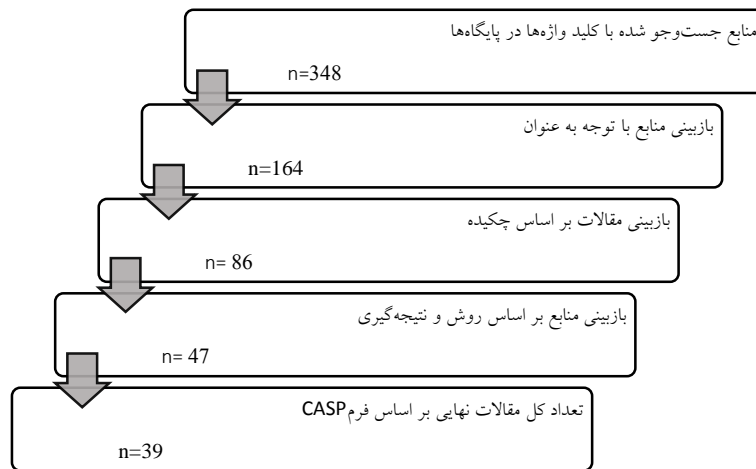 منابع جست‌وجو شده با کلید واژه‌ها در پایگاه‌ها
n=348
بازبینی منابع با توجه به عنوان
n=164
بازبینی مقالات بر اساس چکیده
n= 86
بازبینی منابع بر اساس روش و نتیجه‌گیری
n= 47
تعداد کل مقالات نهایی بر اساس فرمCASP
n=39